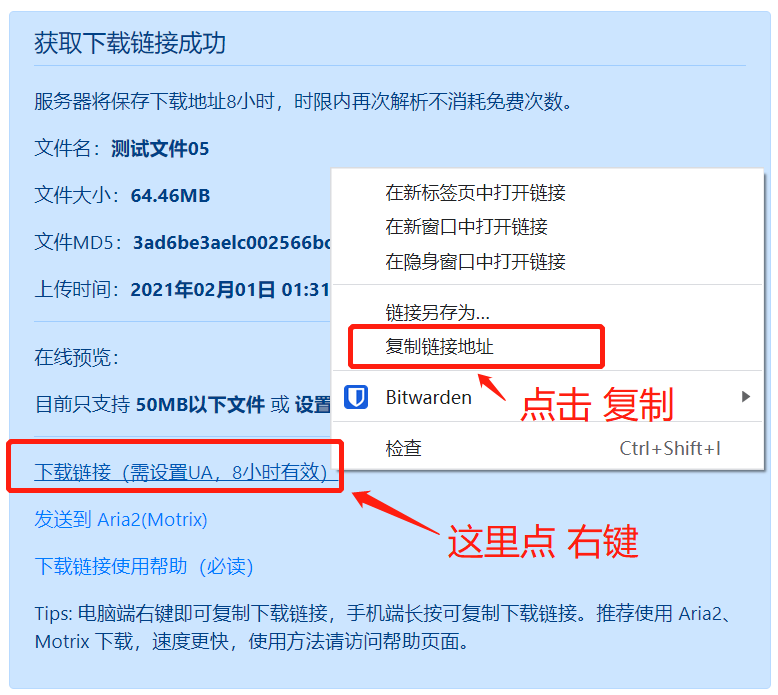 获取下载链接成功
服务器将保存下载地址8小时，时限内再次解析不消耗免费次数。
文件名：测试文件05
文件大小：64.46MB
文件MD5：3ad6be3aelc002566bc
上传时间：2021年02月01日 01:31
在线预览：
目前只支持 50MB以下文件 或 设置
下载链接（需设置UA，8小时有效）
发送到 Aria2(Motrix)
下载链接使用帮助（必读）
Tips: 电脑端右键即可复制下载链接，手机端长按可复制下载链接。推荐使用 Aria2、
Motrix 下载，速度更快，使用方法请访问帮助页面。
在新标签页中打开链接
在新窗口中打开链接
在隐身窗口中打开链接
链接另存为...
复制链接地址
Bitwarden
检查 Ctrl+Shift+I
点击 复制
这里点 右键